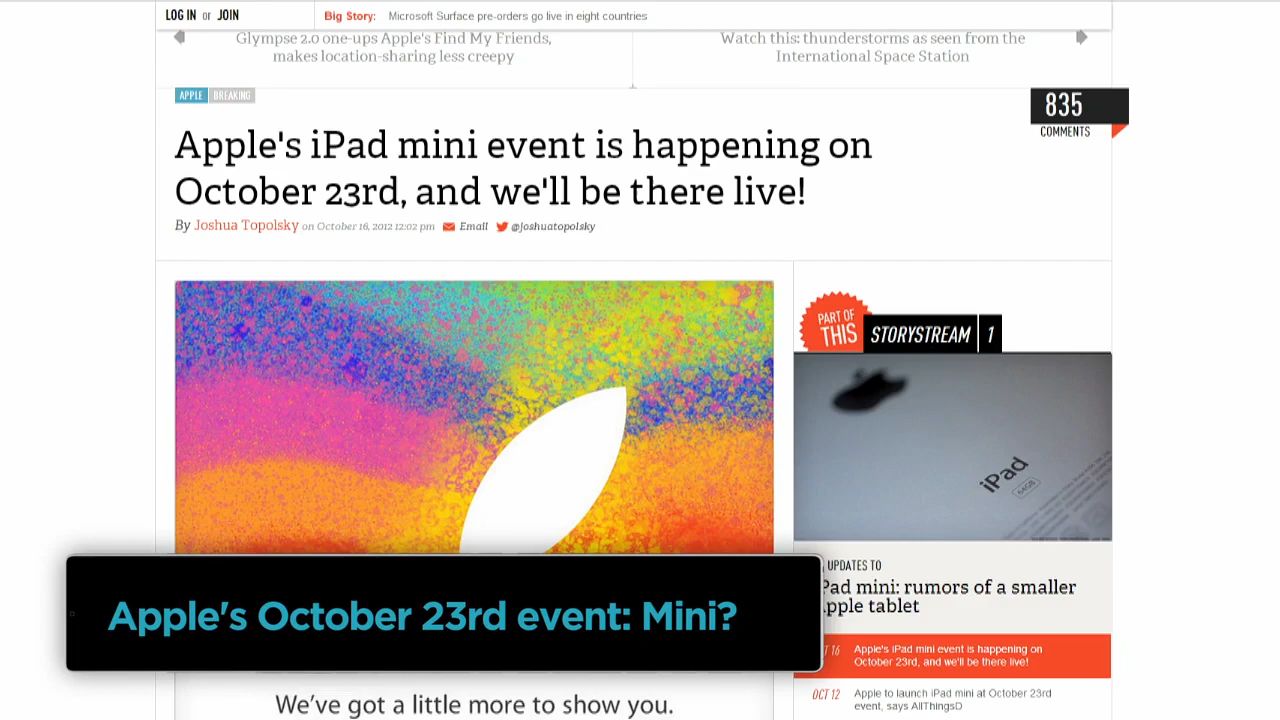 LOG IN or JOIN
Big Story: Microsoft Surface pre-orders go live in eight countries
Glympse 2.0 one-ups Apple's Find My Friends,
makes location-sharing less creepy
Watch this: thunderstorms as seen from the
International Space Station
APPLE BREAKING
835
COMMENTS
Apple's iPad mini event is happening on
October 23rd, and we'll be there live!
By Joshua Topolsky on October 16, 2012 12:02 pm Email @joshuatopolsky
PART OF
THIS
STORYSTREAM 1
iPad
64GB
UPDATES TO
Pad mini: rumors of a smaller
pple tablet
T 16 Apple's iPad mini event is happening on
October 23rd, and we'll be there live!
OCT 12 Apple to launch iPad mini at October 23rd
event, says AllThingsD
Apple's October 23rd event: Mini?
We've got a little more to show you.